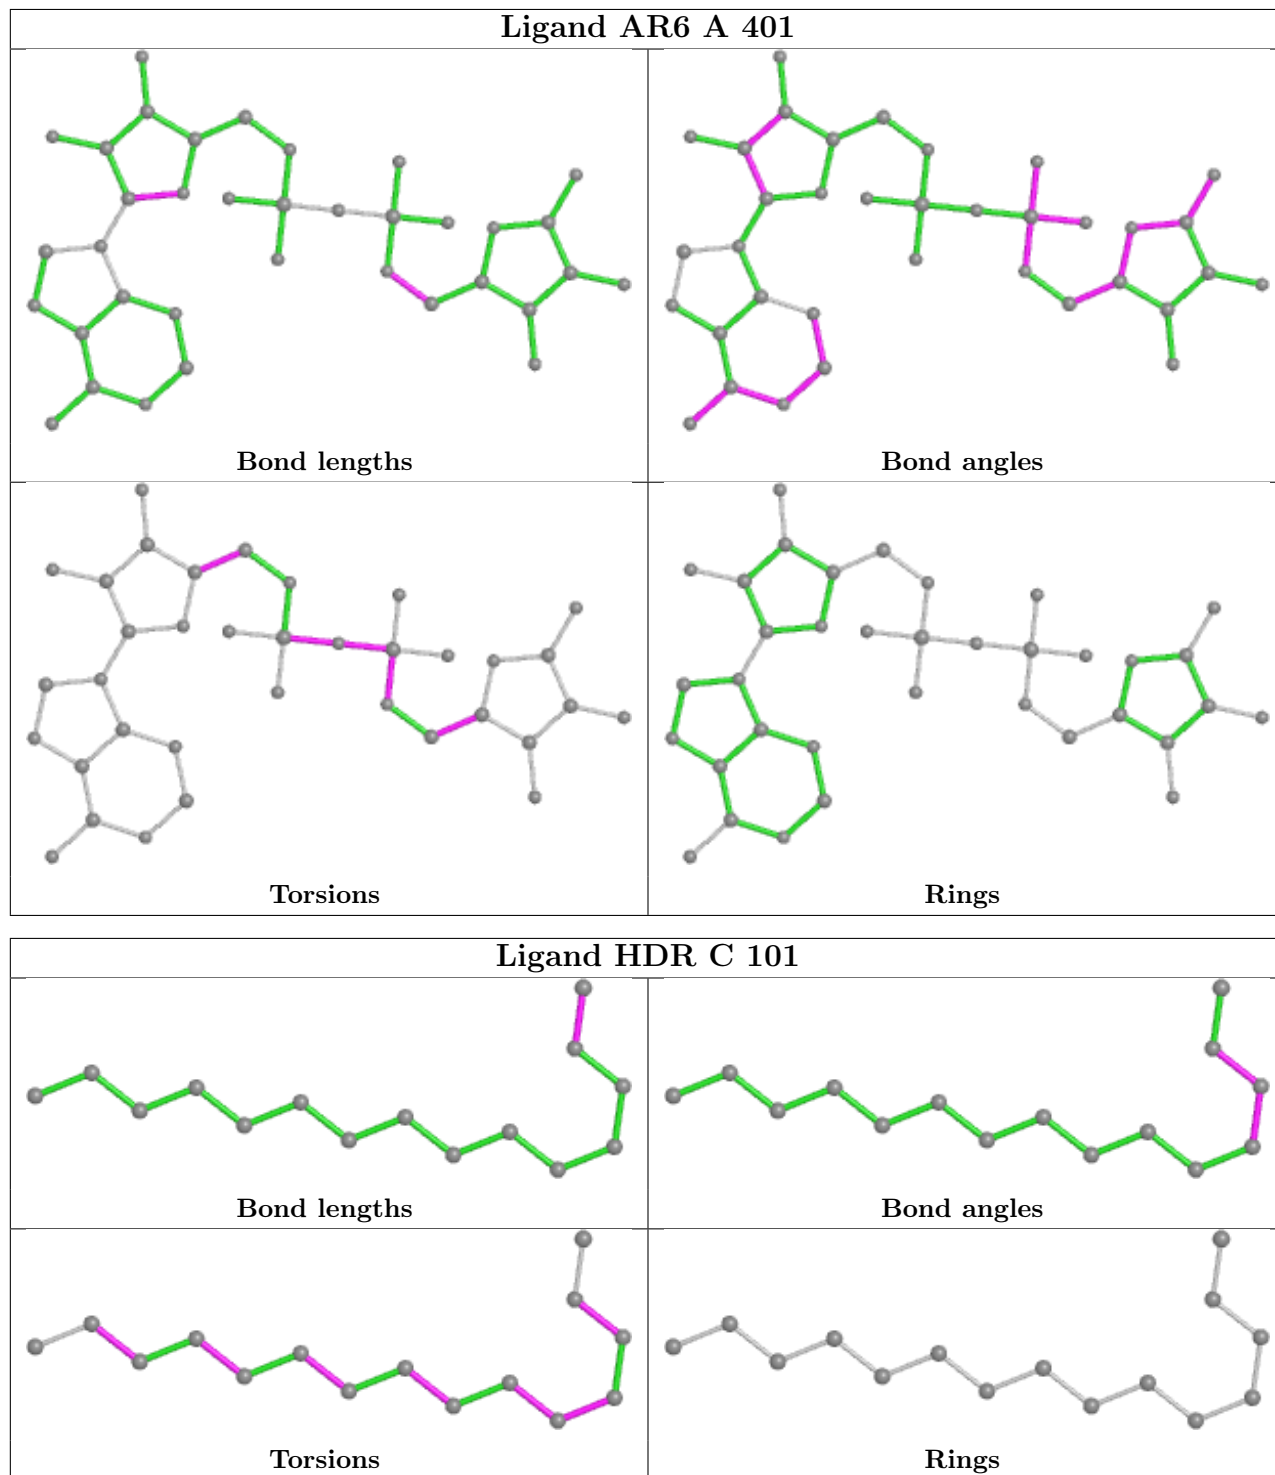 Ligand AR6 A 401
Bond lengths
Bond angles
Torsions
Rings
Ligand HDR C 101
Bond lengths
Bond angles
Torsions
Rings